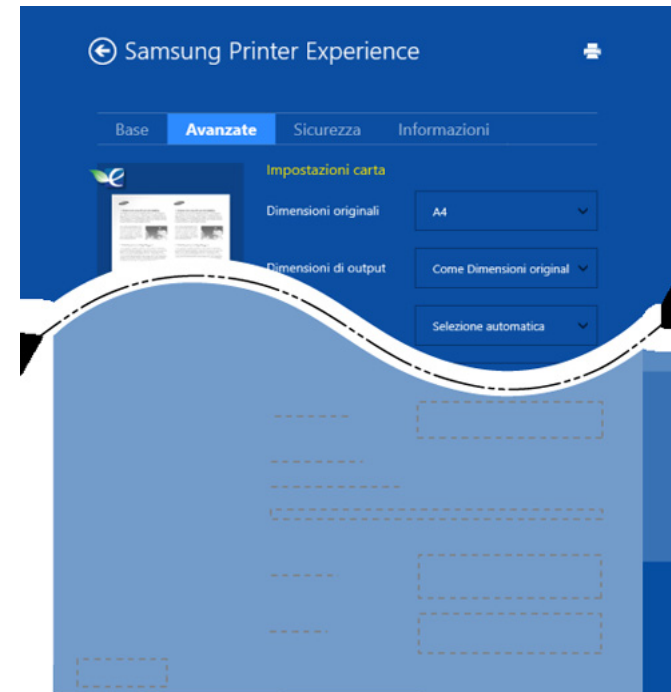 Samsung Printer Experience
Base Avanzate Sicurezza Informazioni
Impostazioni carta
Dimensioni originali A4
Dimensioni di output Come Dimensioni original
Selezione automatica